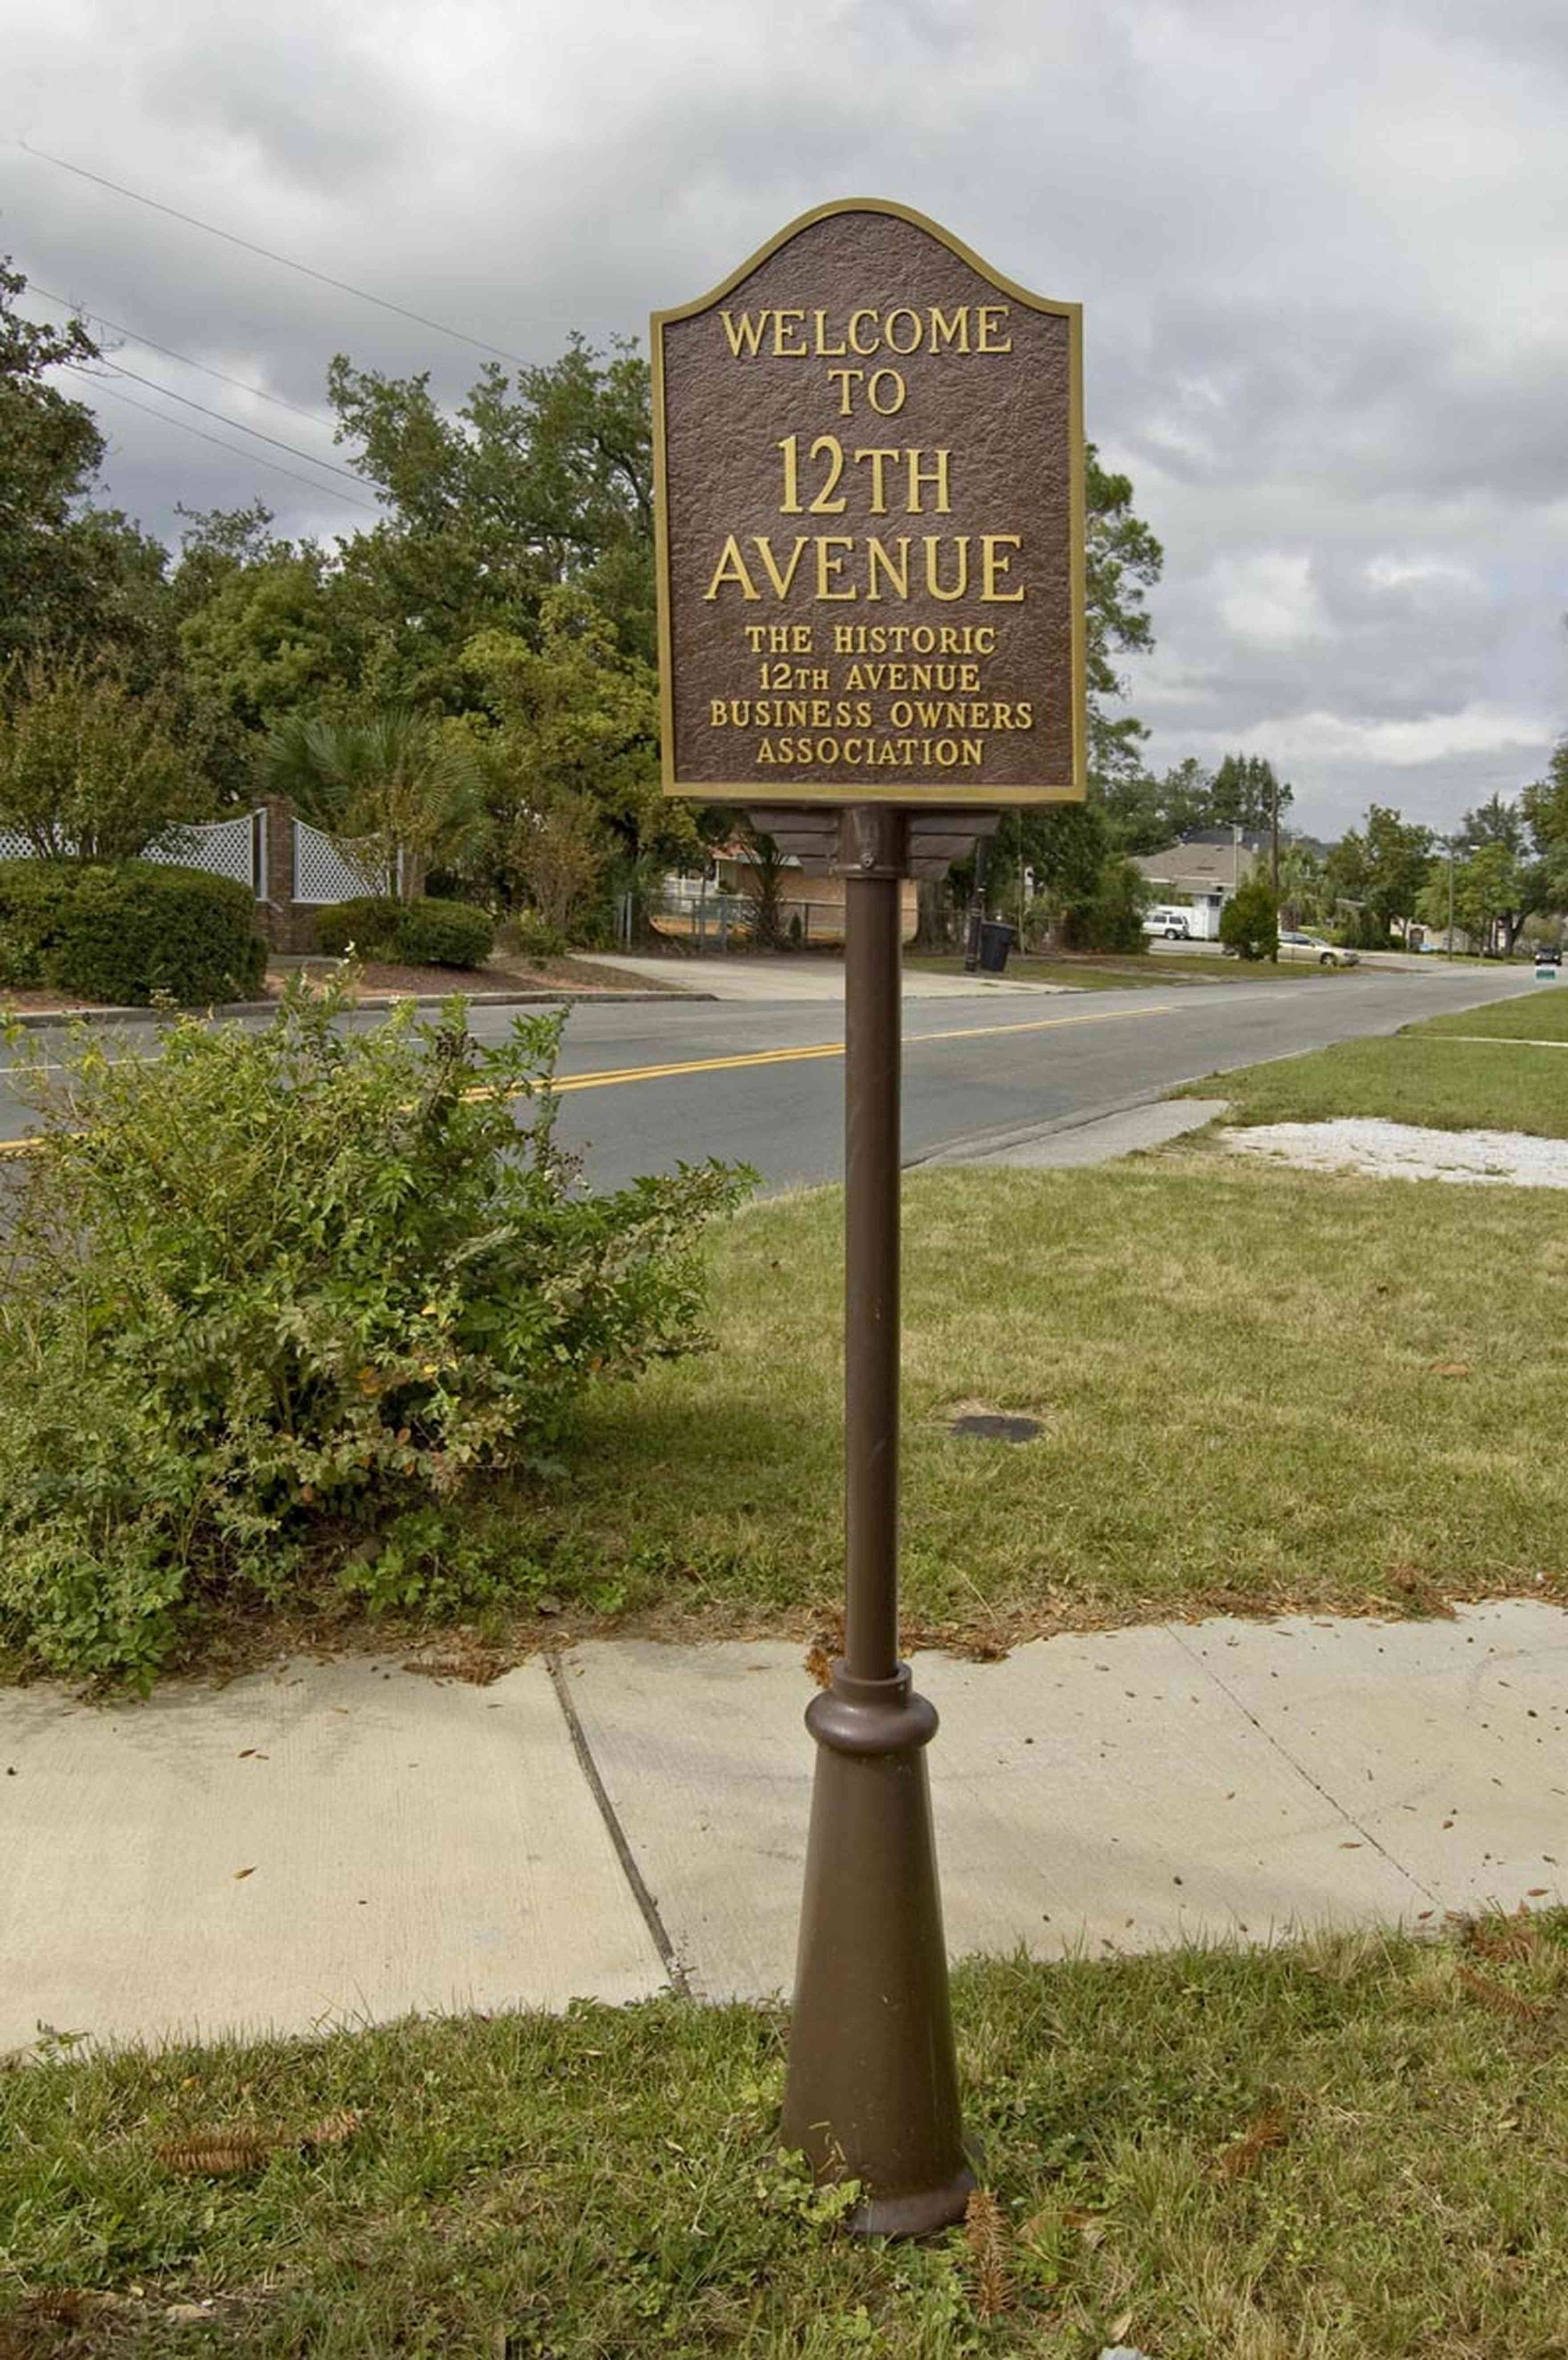 WELCOME
TO
12TH
AVENUE
THE HISTORIC
12TH AVENUE
BUSINESS OWNERS
ASSOCIATION